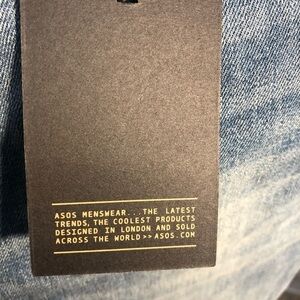 ASOS MENSWEAR...THE LATEST
TRENDS, THE COOLEST PRODUCTS
DESIGNED IN LONDON AND SOLD
ACROSS THE WORLD >> ASOS.COM